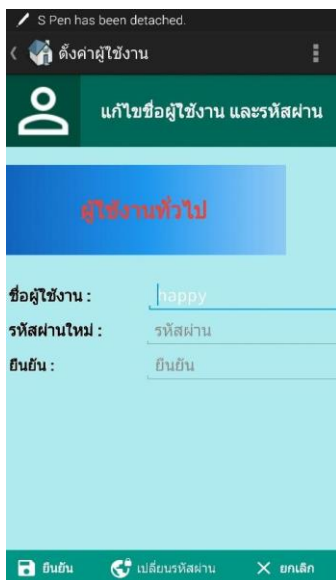 S Pen has been detached.
ตั้งค่าผู้ใช้งาน
แก้ไขชื่อผู้ใช้งาน และรหัสผ่าน
ผู้ใช้งานทั่วไป
ชื่อผู้ใช้งาน : happy
รหัสผ่านใหม่ : รหัสผ่าน
ยืนยัน : ยืนยัน
ยืนยัน เปลี่ยนรหัสผ่าน ยกเลิก